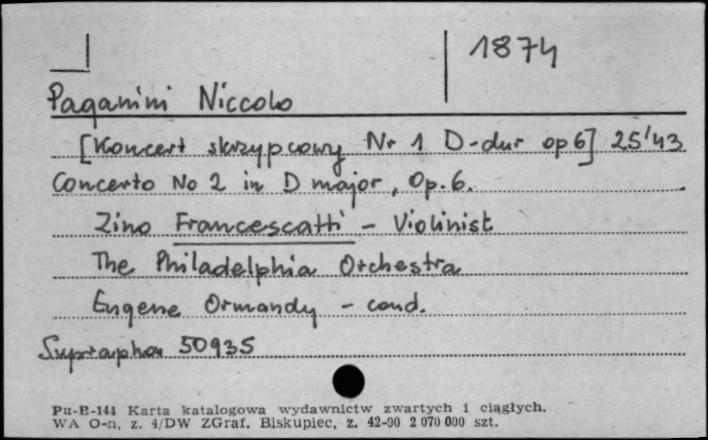 1874
Paganini Niccolo
[Koncert skrzypcowy Nr 1 D-dur op 6] 25'43
Concerto No 2 in D major, Op. 6.
Zino Francescatti - Violinist
The Philadelphia Orchestra
Eugene Ormandy - cond.
Supraphon 50935
Pu-B-144 Karta katalogowa wydawnictw zwartych i ciągłych.
WA O-n, z. 4/DW ZGraf. Biskupiec, z. 42-90 2 070 000 szt.